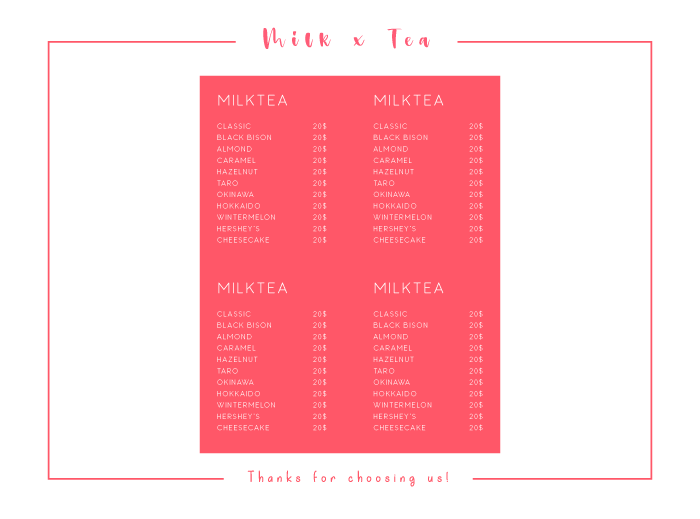 Milk x Tea
MILKTEA
CLASSIC 20$
BLACK BISON 20$
ALMOND 20$
CARAMEL 20$
HAZELNUT 20$
TARO 20$
OKINAWA 20$
HOKKAIDO 20$
WINTERMELON 20$
HERSHEY'S 20$
CHEESECAKE 20$
MILKTEA
CLASSIC 20$
BLACK BISON 20$
ALMOND 20$
CARAMEL 20$
HAZELNUT 20$
TARO 20$
OKINAWA 20$
HOKKAIDO 20$
WINTERMELON 20$
HERSHEY'S 20$
CHEESECAKE 20$
MILKTEA
CLASSIC 20$
BLACK BISON 20$
ALMOND 20$
CARAMEL 20$
HAZELNUT 20$
TARO 20$
OKINAWA 20$
HOKKAIDO 20$
WINTERMELON 20$
HERSHEY'S 20$
CHEESECAKE 20$
MILKTEA
CLASSIC 20$
BLACK BISON 20$
ALMOND 20$
CARAMEL 20$
HAZELNUT 20$
TARO 20$
OKINAWA 20$
HOKKAIDO 20$
WINTERMELON 20$
HERSHEY'S 20$
CHEESECAKE 20$
Thanks for choosing us!